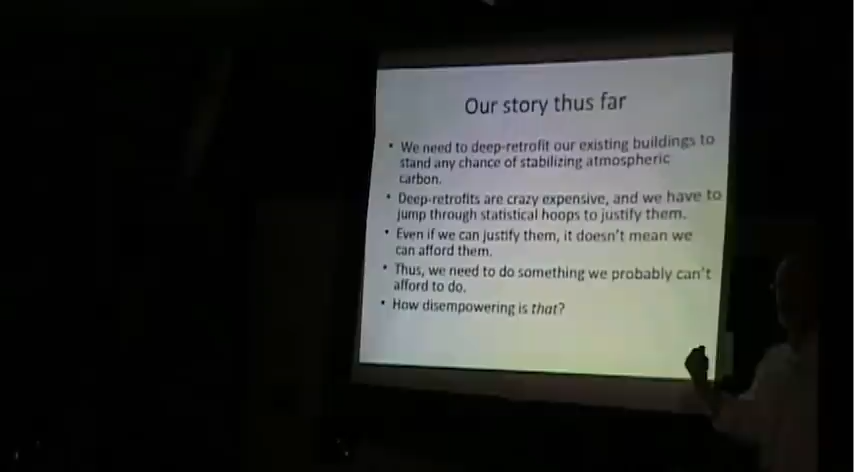 Our story thus far
• We need to deep-retrofit our existing buildings to
stand any chance of stabilizing atmospheric
carbon.
• Deep-retrofits are crazy expensive, and we have to
jump through statistical hoops to justify them.
• Even if we can justify them, it doesn't mean we
can afford them.
• Thus, we need to do something we probably can't
afford to do.
• How disempowering is that?